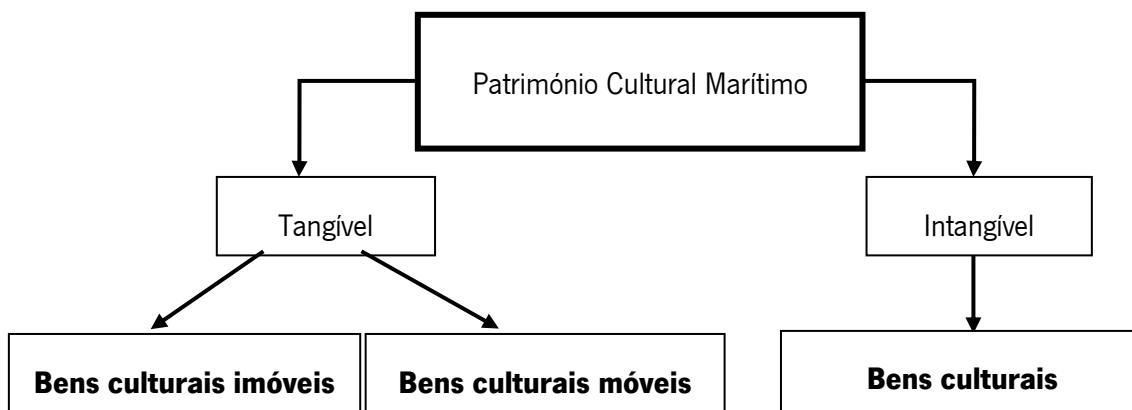 Património Cultural Marítimo
Tangível
Intangível
Bens culturais imóveis
Bens culturais móveis
Bens culturais